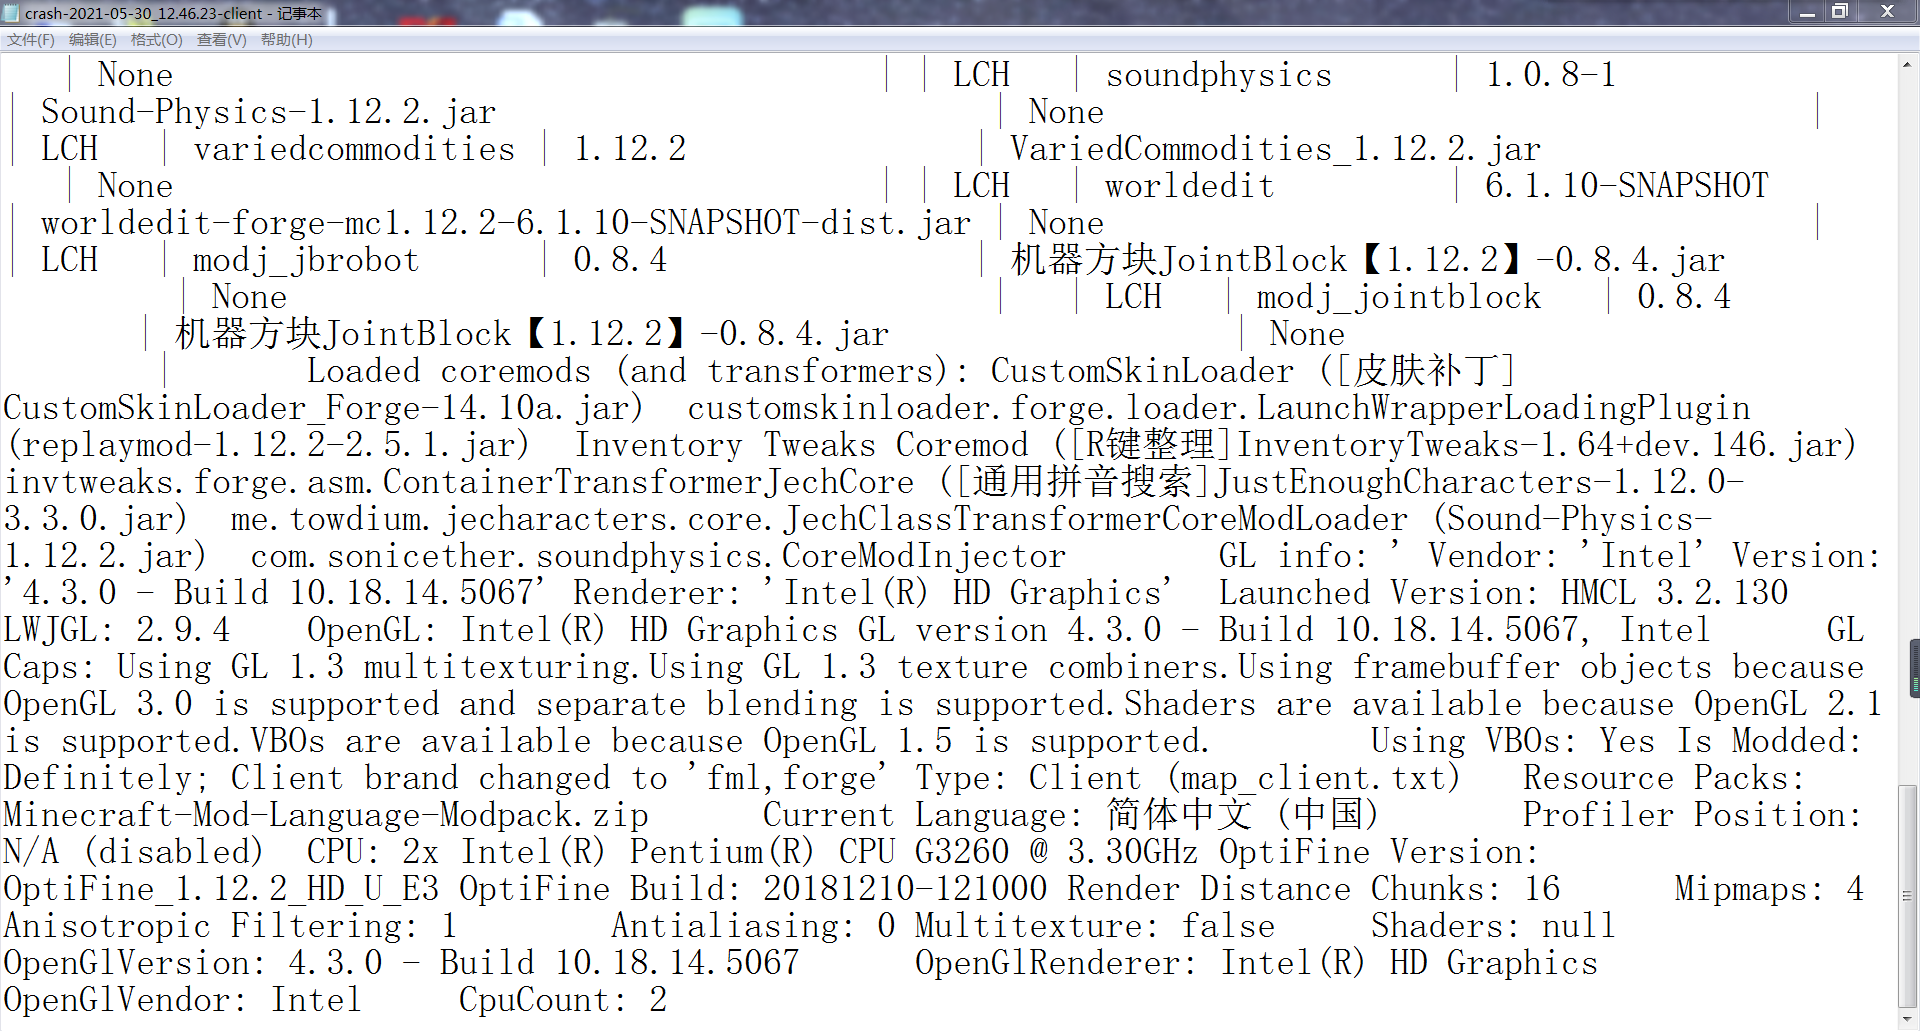 crash-2021-05-30_12.46.23-client - 记事本
文件(F) 编辑(E) 格式(O) 查看(V) 帮助(H)
| None | | LCH | soundphysics | 1.0.8-1
| Sound-Physics-1.12.2.jar | None |
| LCH | variedcommodities | 1.12.2 | VariedCommodities_1.12.2.jar
| None | | LCH | worldedit | 6.1.10-SNAPSHOT
| worldedit-forge-mc1.12.2-6.1.10-SNAPSHOT-dist.jar | None |
| LCH | modj_jbrobot | 0.8.4 | 机器方块JointBlock【1.12.2】-0.8.4.jar
| None | | LCH | modj_jointblock | 0.8.4
| 机器方块JointBlock【1.12.2】-0.8.4.jar | None
| Loaded coremods (and transformers): CustomSkinLoader ([皮肤补丁]
CustomSkinLoader_Forge-14.10a.jar) customskinloader.forge.loader.LaunchWrapperLoadingPlugin
(replaymod-1.12.2-2.5.1.jar) Inventory Tweaks Coremod ([R键整理]InventoryTweaks-1.64+dev.146.jar)
invtweaks.forge.asm.ContainerTransformerJechCore ([通用拼音搜索]JustEnoughCharacters-1.12.0-
3.3.0.jar) me.towdium.jecharacters.core.JechClassTransformerCoreModLoader (Sound-Physics-
1.12.2.jar) com.sonicether.soundphysics.CoreModInjector GL info: ' Vendor: 'Intel' Version:
'4.3.0 - Build 10.18.14.5067' Renderer: 'Intel(R) HD Graphics' Launched Version: HMCL 3.2.130
LWJGL: 2.9.4 OpenGL: Intel(R) HD Graphics GL version 4.3.0 - Build 10.18.14.5067, Intel GL
Caps: Using GL 1.3 multitexturing.Using GL 1.3 texture combiners.Using framebuffer objects because
OpenGL 3.0 is supported and separate blending is supported.Shaders are available because OpenGL 2.1
is supported.VBOs are available because OpenGL 1.5 is supported. Using VBOs: Yes Is Modded:
Definitely; Client brand changed to 'fml,forge' Type: Client (map_client.txt) Resource Packs:
Minecraft-Mod-Language-Modpack.zip Current Language: 简体中文 (中国) Profiler Position:
N/A (disabled) CPU: 2x Intel(R) Pentium(R) CPU G3260 @ 3.30GHz OptiFine Version:
OptiFine_1.12.2_HD_U_E3 OptiFine Build: 20181210-121000 Render Distance Chunks: 16 Mipmaps: 4
Anisotropic Filtering: 1 Antialiasing: 0 Multitexture: false Shaders: null
OpenGlVersion: 4.3.0 - Build 10.18.14.5067 OpenGlRenderer: Intel(R) HD Graphics
OpenGlVendor: Intel CpuCount: 2